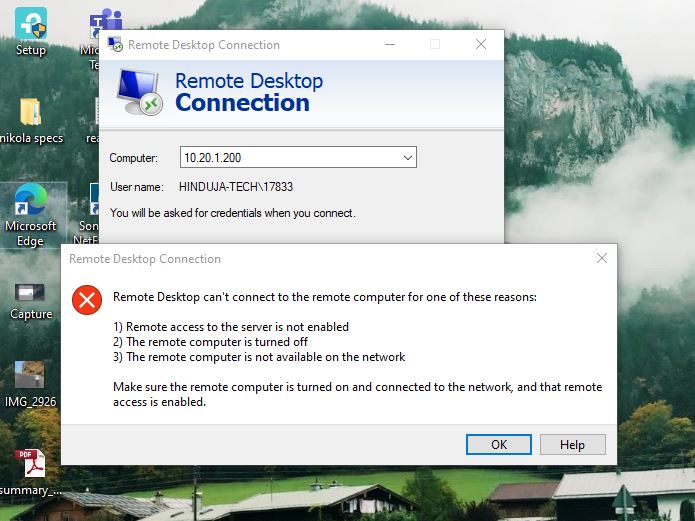 Setup
Remote Desktop Connection
Remote Desktop
Connection
nikola specs
Computer:
10.20.1.200
User name:
HINDUJA-TECH\17833
You will be asked for credentials when you connect.
Microsoft
Edge
Remote Desktop Connection
Remote Desktop can't connect to the remote computer for one of these reasons:
1) Remote access to the server is not enabled
2) The remote computer is turned off
3) The remote computer is not available on the network
Make sure the remote computer is turned on and connected to the network, and that remote
access is enabled.
OK
Help
Capture
IMG_2926
PDF
summary_...